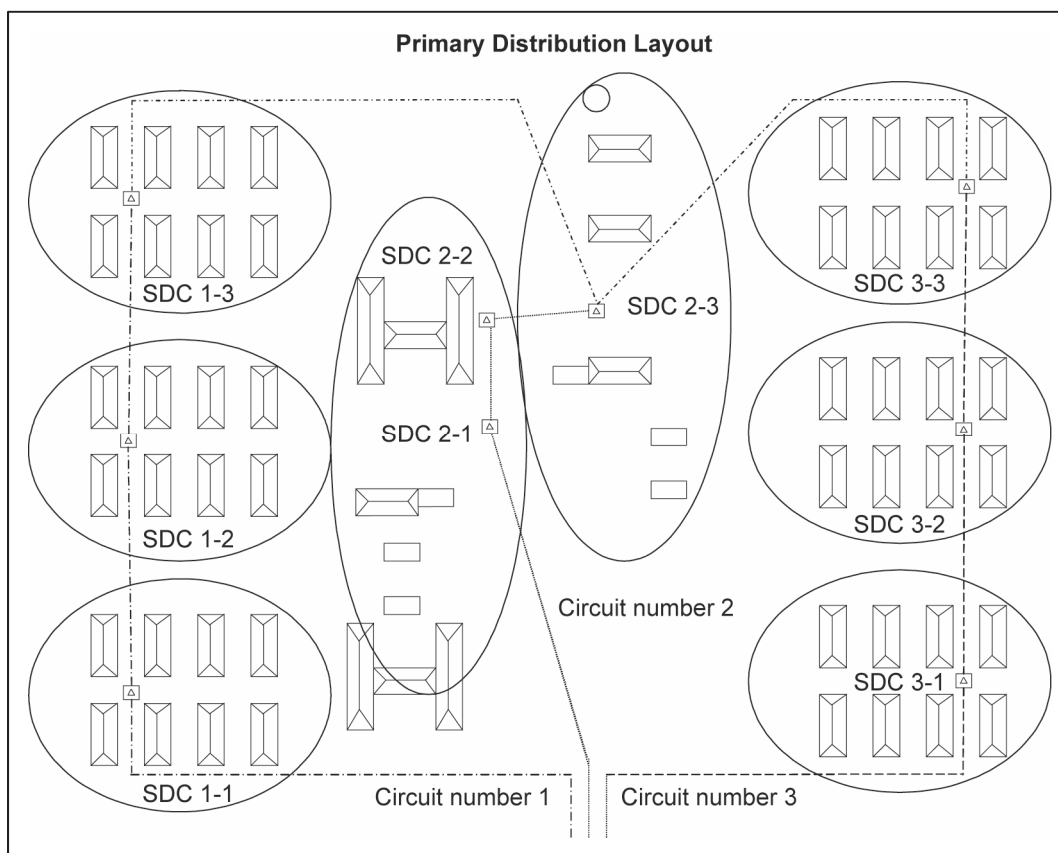 Primary Distribution Layout
SDC 1-3
SDC 2-2
SDC 2-3
SDC 3-3
SDC 2-1
SDC 1-2
SDC 3-2
Circuit number 2
SDC 3-1
SDC 1-1
Circuit number 1
Circuit number 3